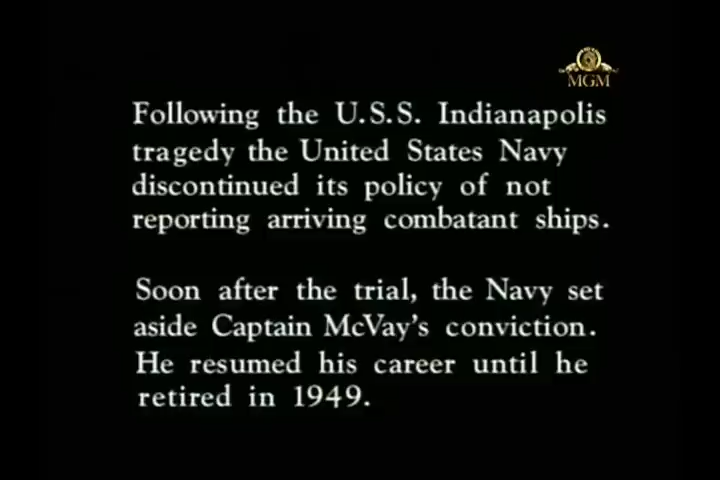 MGM
Following the U.S.S. Indianapolis
tragedy the United States Navy
discontinued its policy of not
reporting arriving combatant ships.
Soon after the trial, the Navy set
aside Captain McVay's conviction.
He resumed his career until he
retired in 1949.